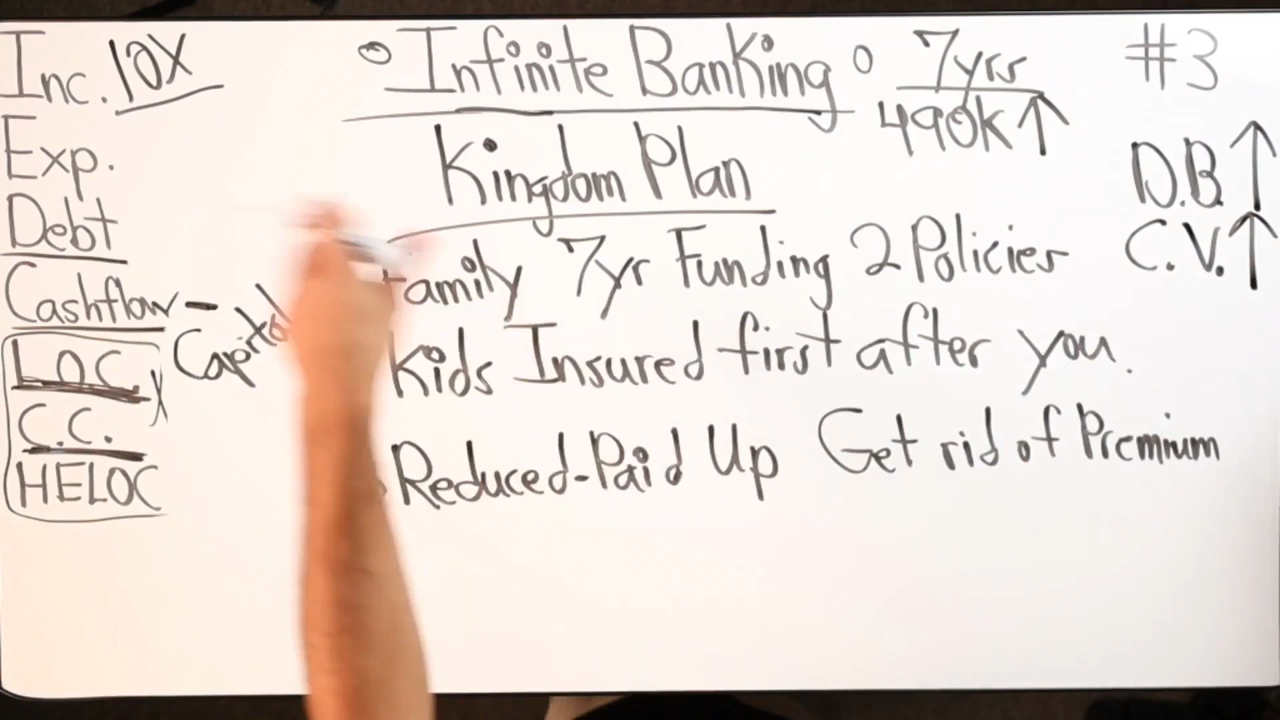 Inc. 10X
Exp.
Debt
Cashflow -
Capital
LOC
C.C.
HELOC
Infinite Banking
Kingdom Plan
Family 7yr Funding 2 Policies
Kids Insured first after you.
Reduced-Paid Up Get rid of Premium
7yrs
490K ↑
#3
D.B. ↑
C.V. ↑